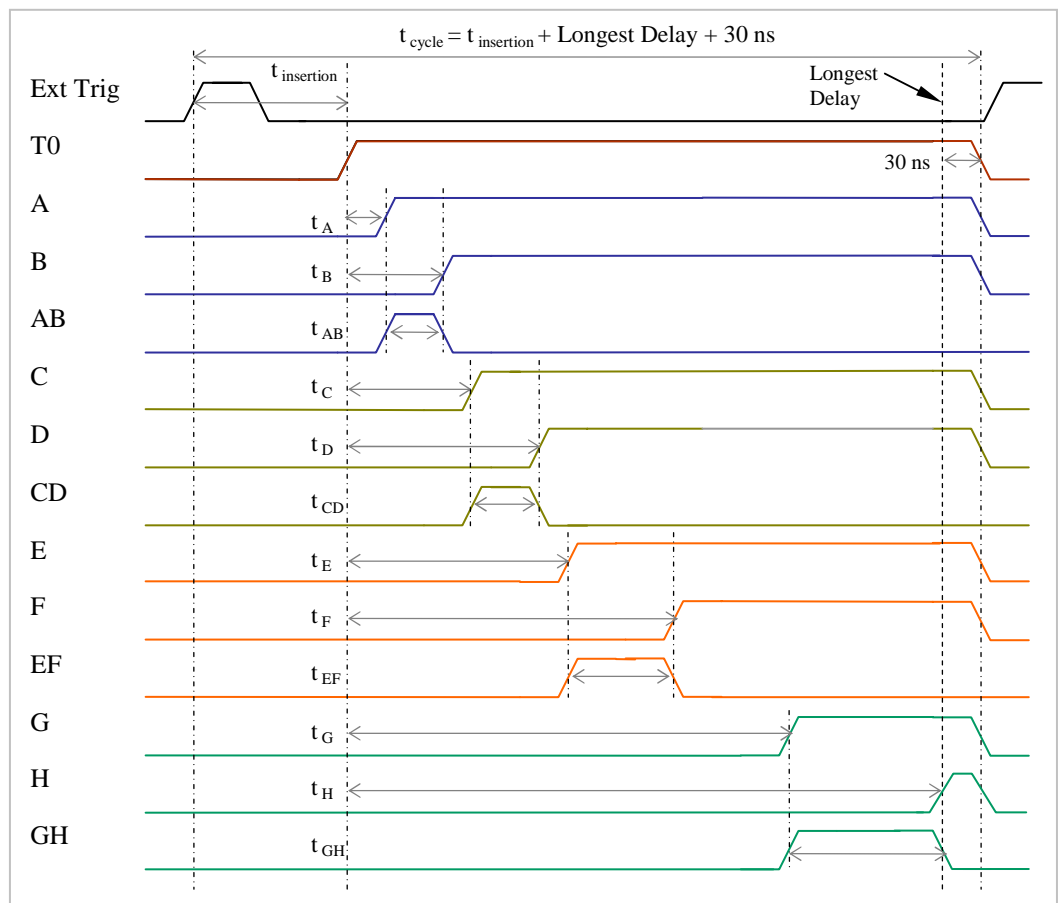 t cycle = t insertion + Longest Delay + 30 ns
t insertion
Longest
Delay
Ext Trig
T0
30 ns
A
t A
B
t B
AB
t AB
C
t C
D
t D
CD
t CD
E
t E
F
t F
EF
t EF
G
t G
H
t H
GH
t GH